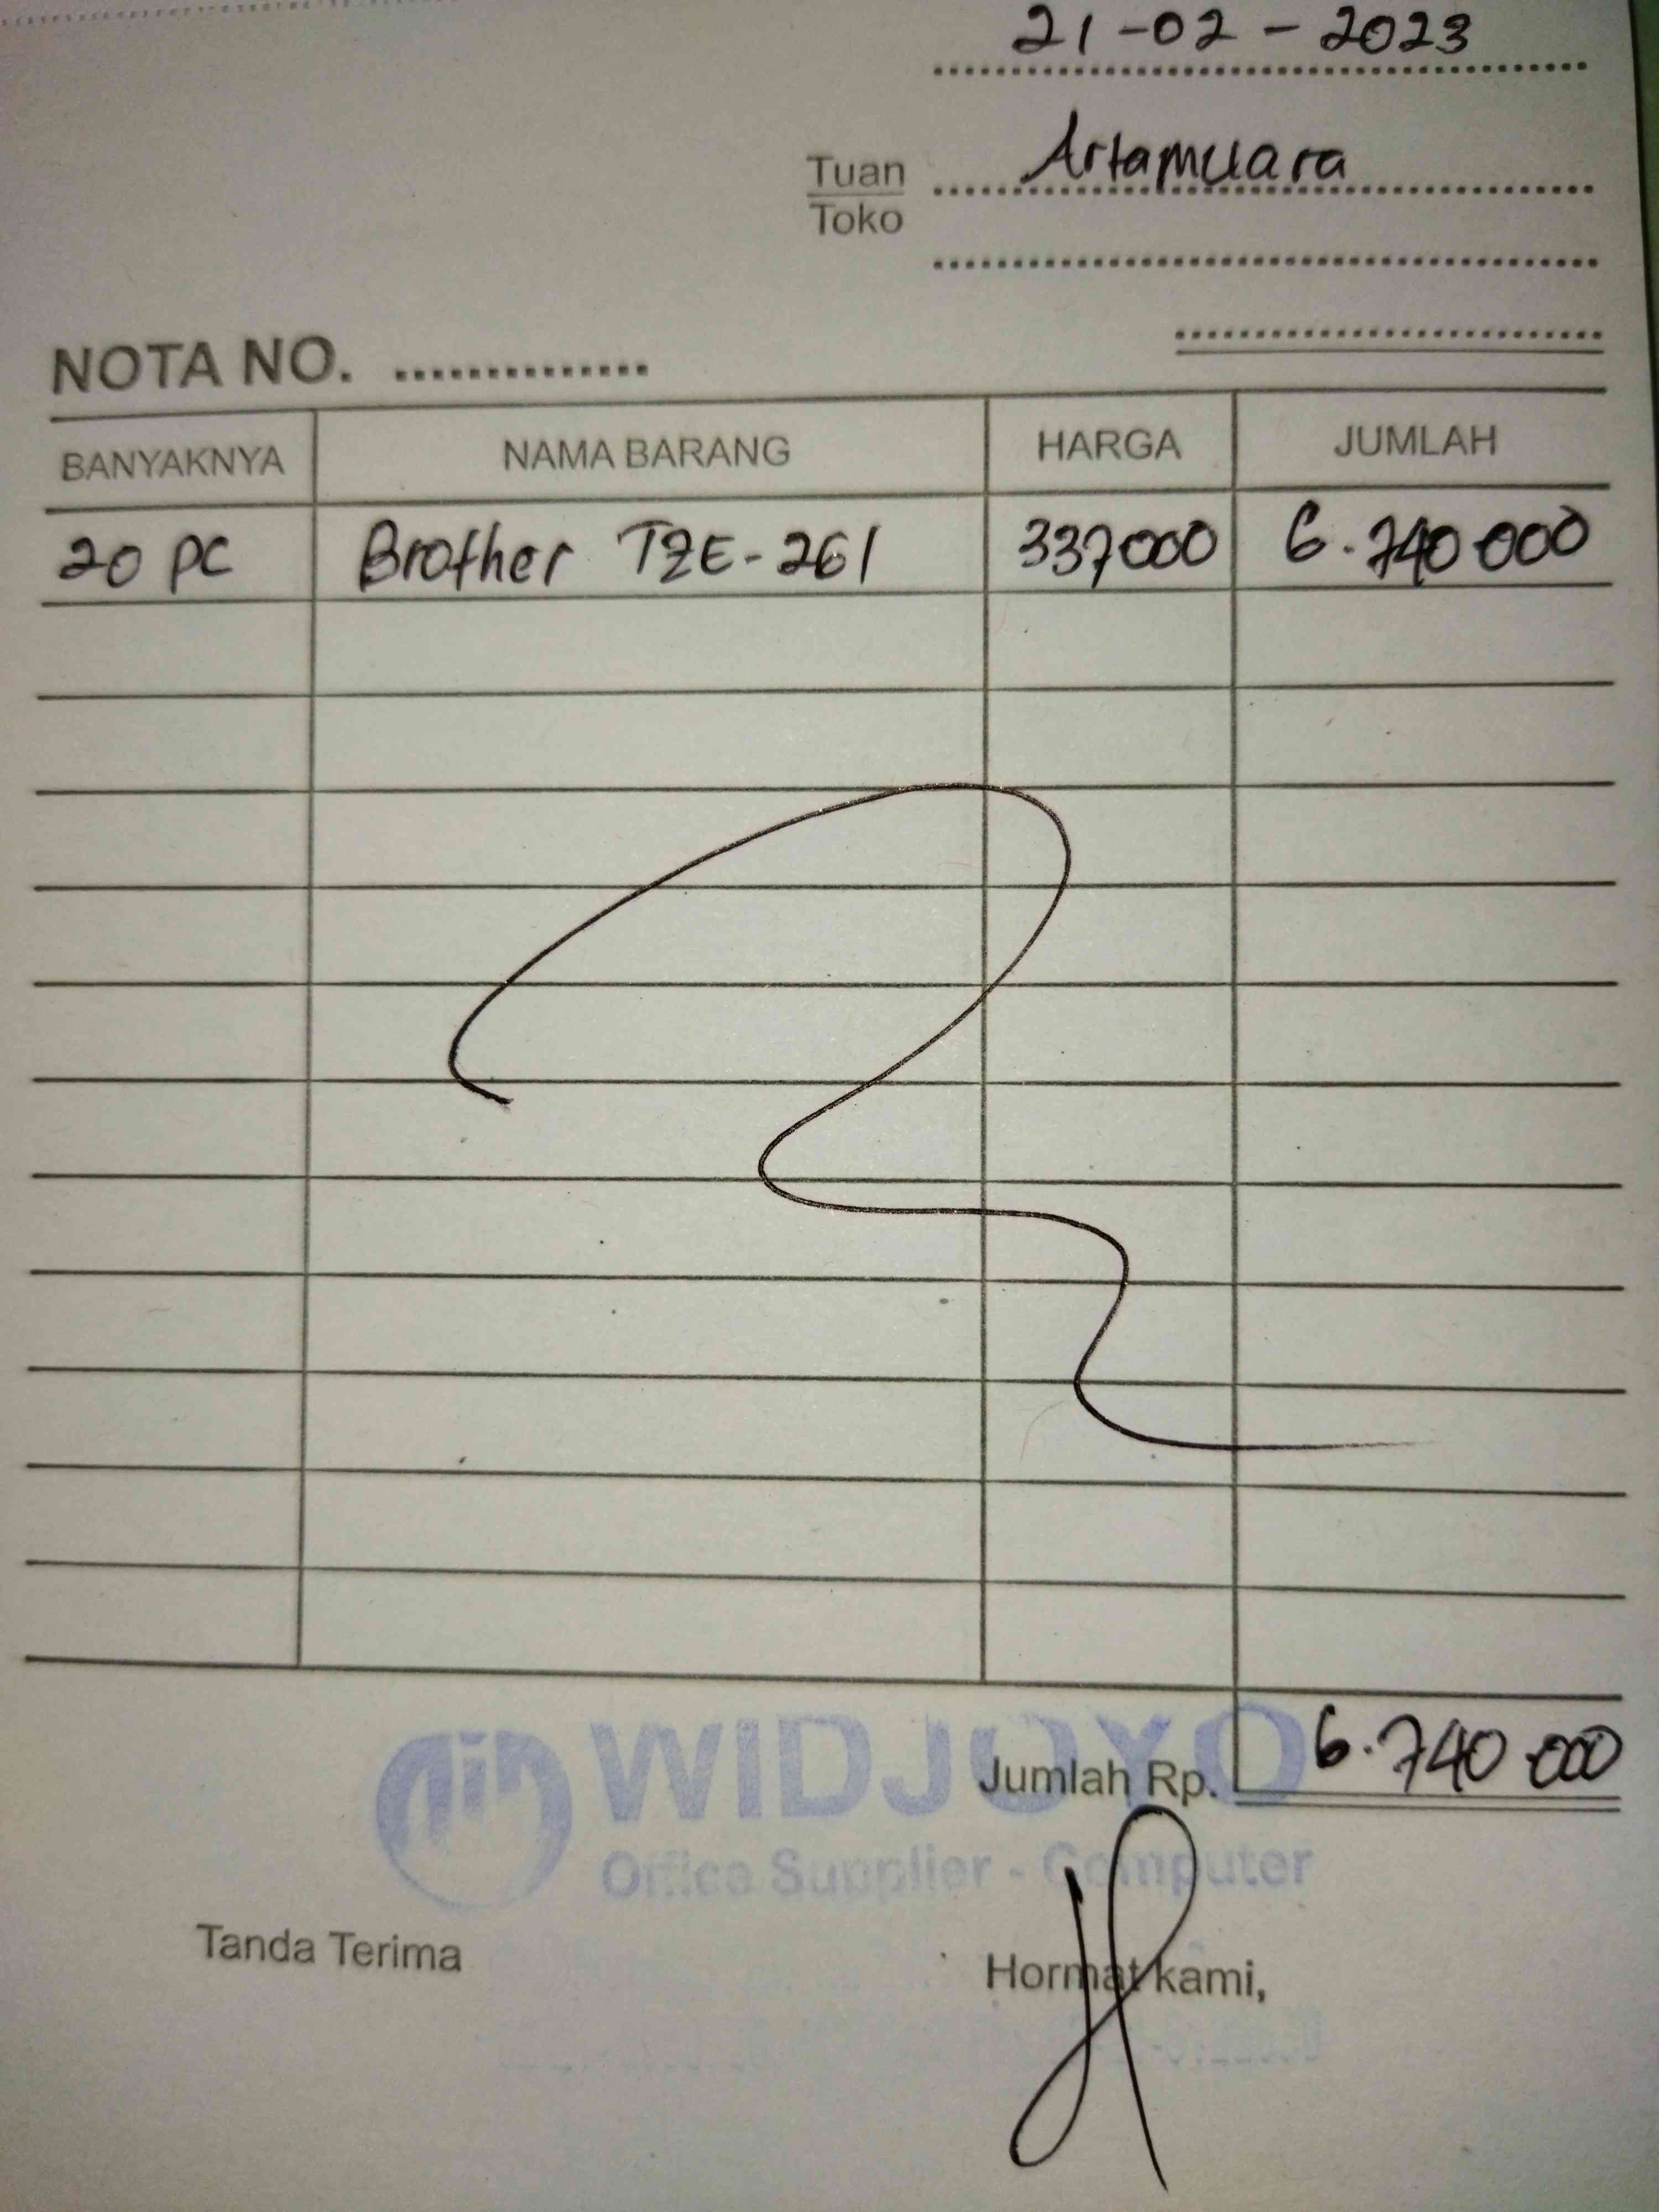 21-02-2023
Tuan Artamuara
Toko
NOTA NO. ..............
BANYAKNYA NAMA BARANG HARGA JUMLAH
20 PC Brother TZE-261 337000 6.740 000
WIDJOYO
Jumlah Rp. 6.740 000
Office Supplier - Computer
Tanda Terima Hormat kami,